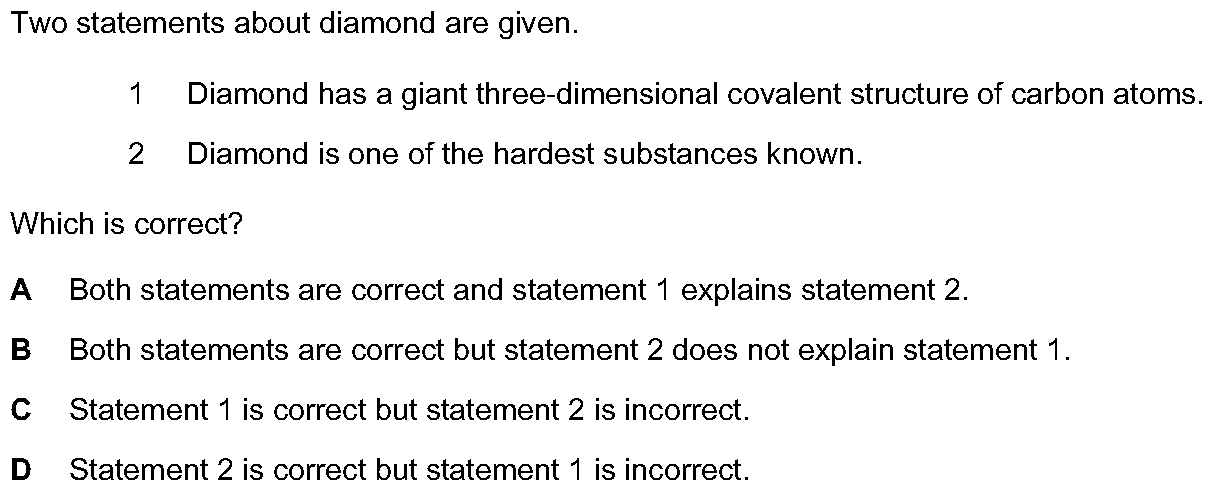 Two statements about diamond are given.
1 Diamond has a giant three-dimensional covalent structure of carbon atoms.
2 Diamond is one of the hardest substances known.
Which is correct?
A Both statements are correct and statement 1 explains statement 2.
B Both statements are correct but statement 2 does not explain statement 1.
C Statement 1 is correct but statement 2 is incorrect.
D Statement 2 is correct but statement 1 is incorrect.